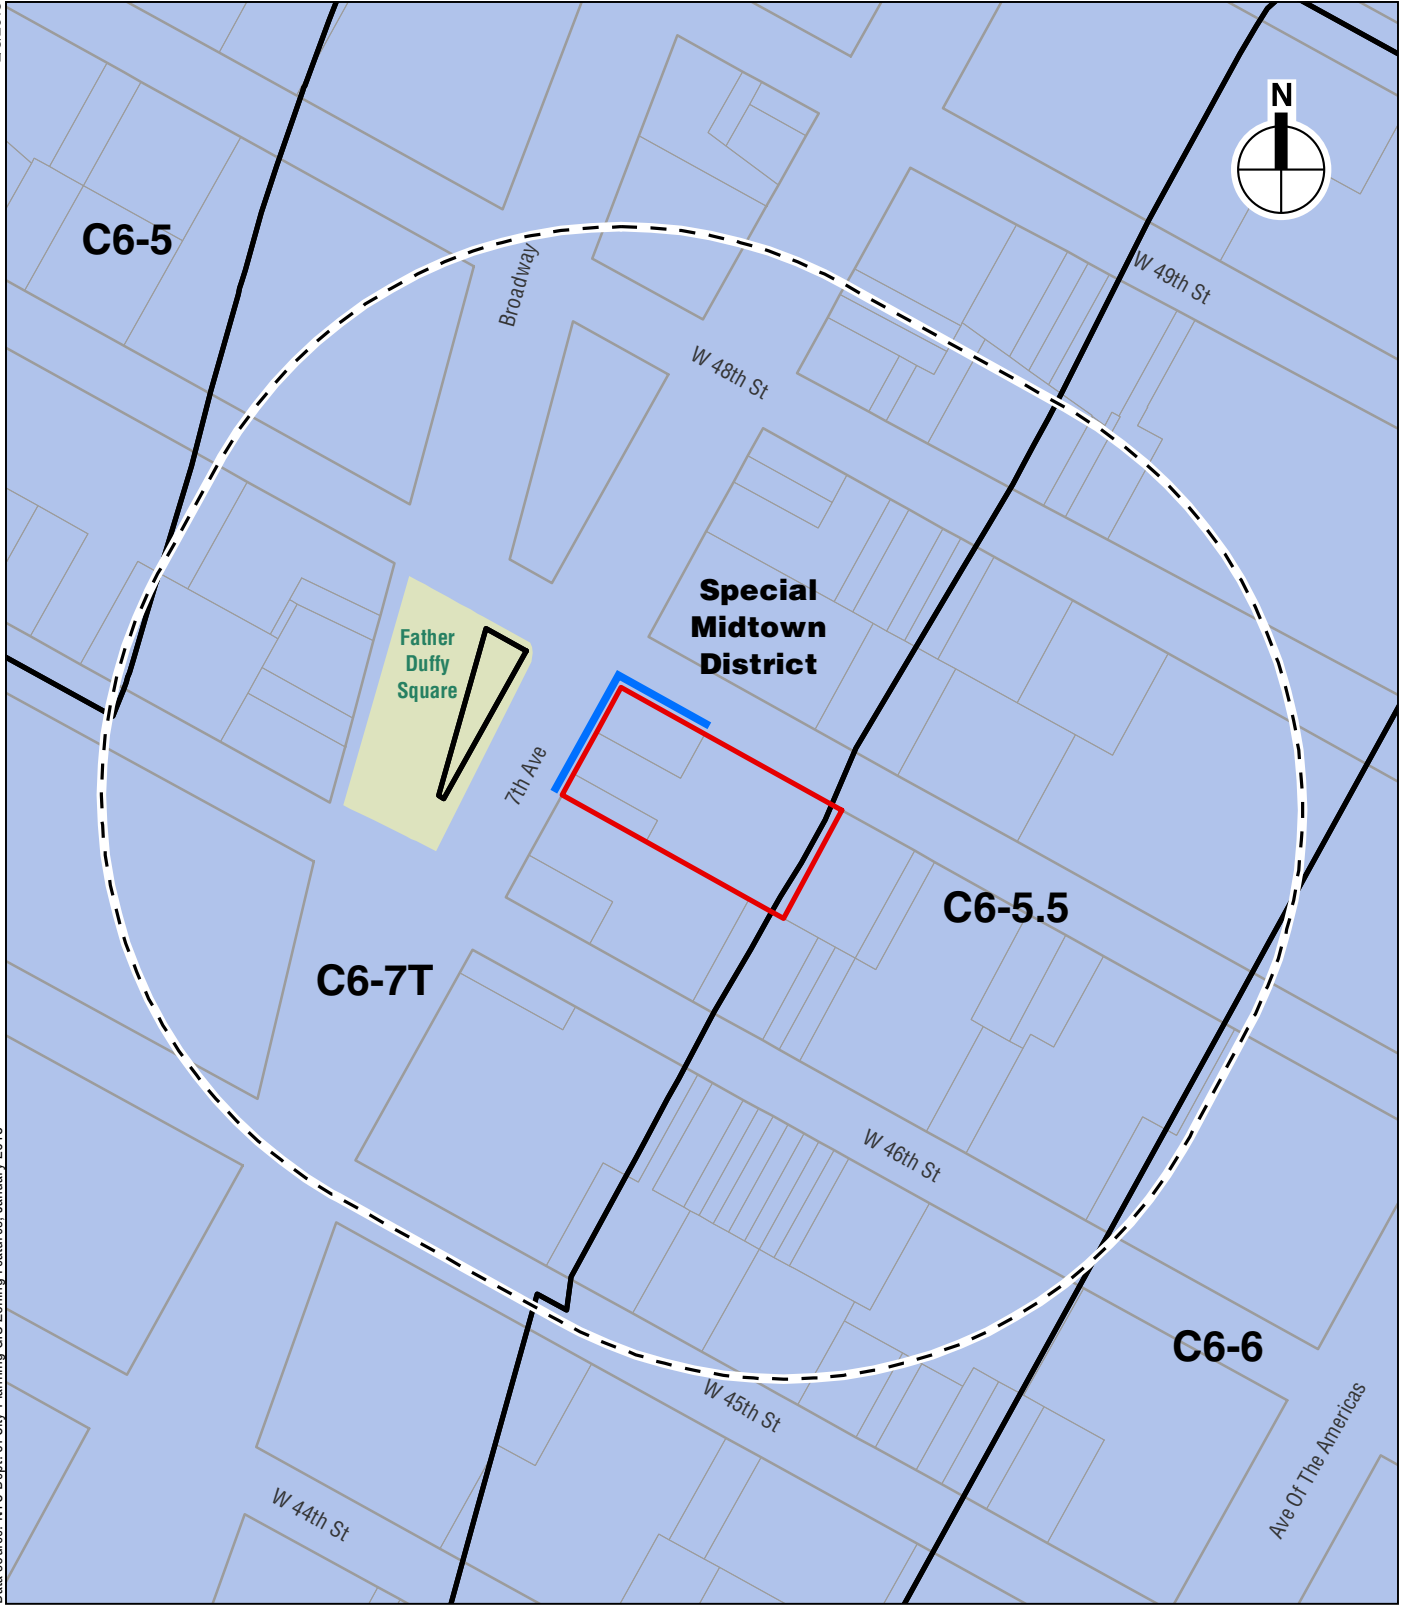 N
C6-5
W 49th St
Broadway
W 48th St
Special
Midtown
District
Father
Duffy
Square
7th Ave
C6-5.5
C6-7T
W 46th St
C6-6
W 45th St
Ave Of The Americas
W 44th St